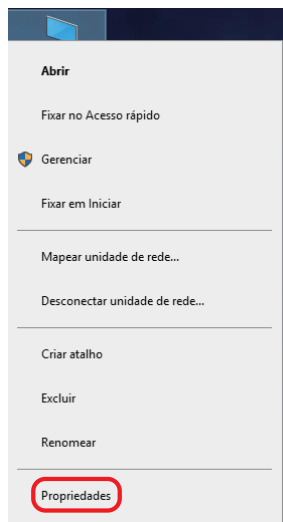 Abrir
Fixar no Acesso rápido
Gerenciar
Fixar em Iniciar
Mapear unidade de rede...
Desconectar unidade de rede...
Criar atalho
Excluir
Renomear
Propriedades